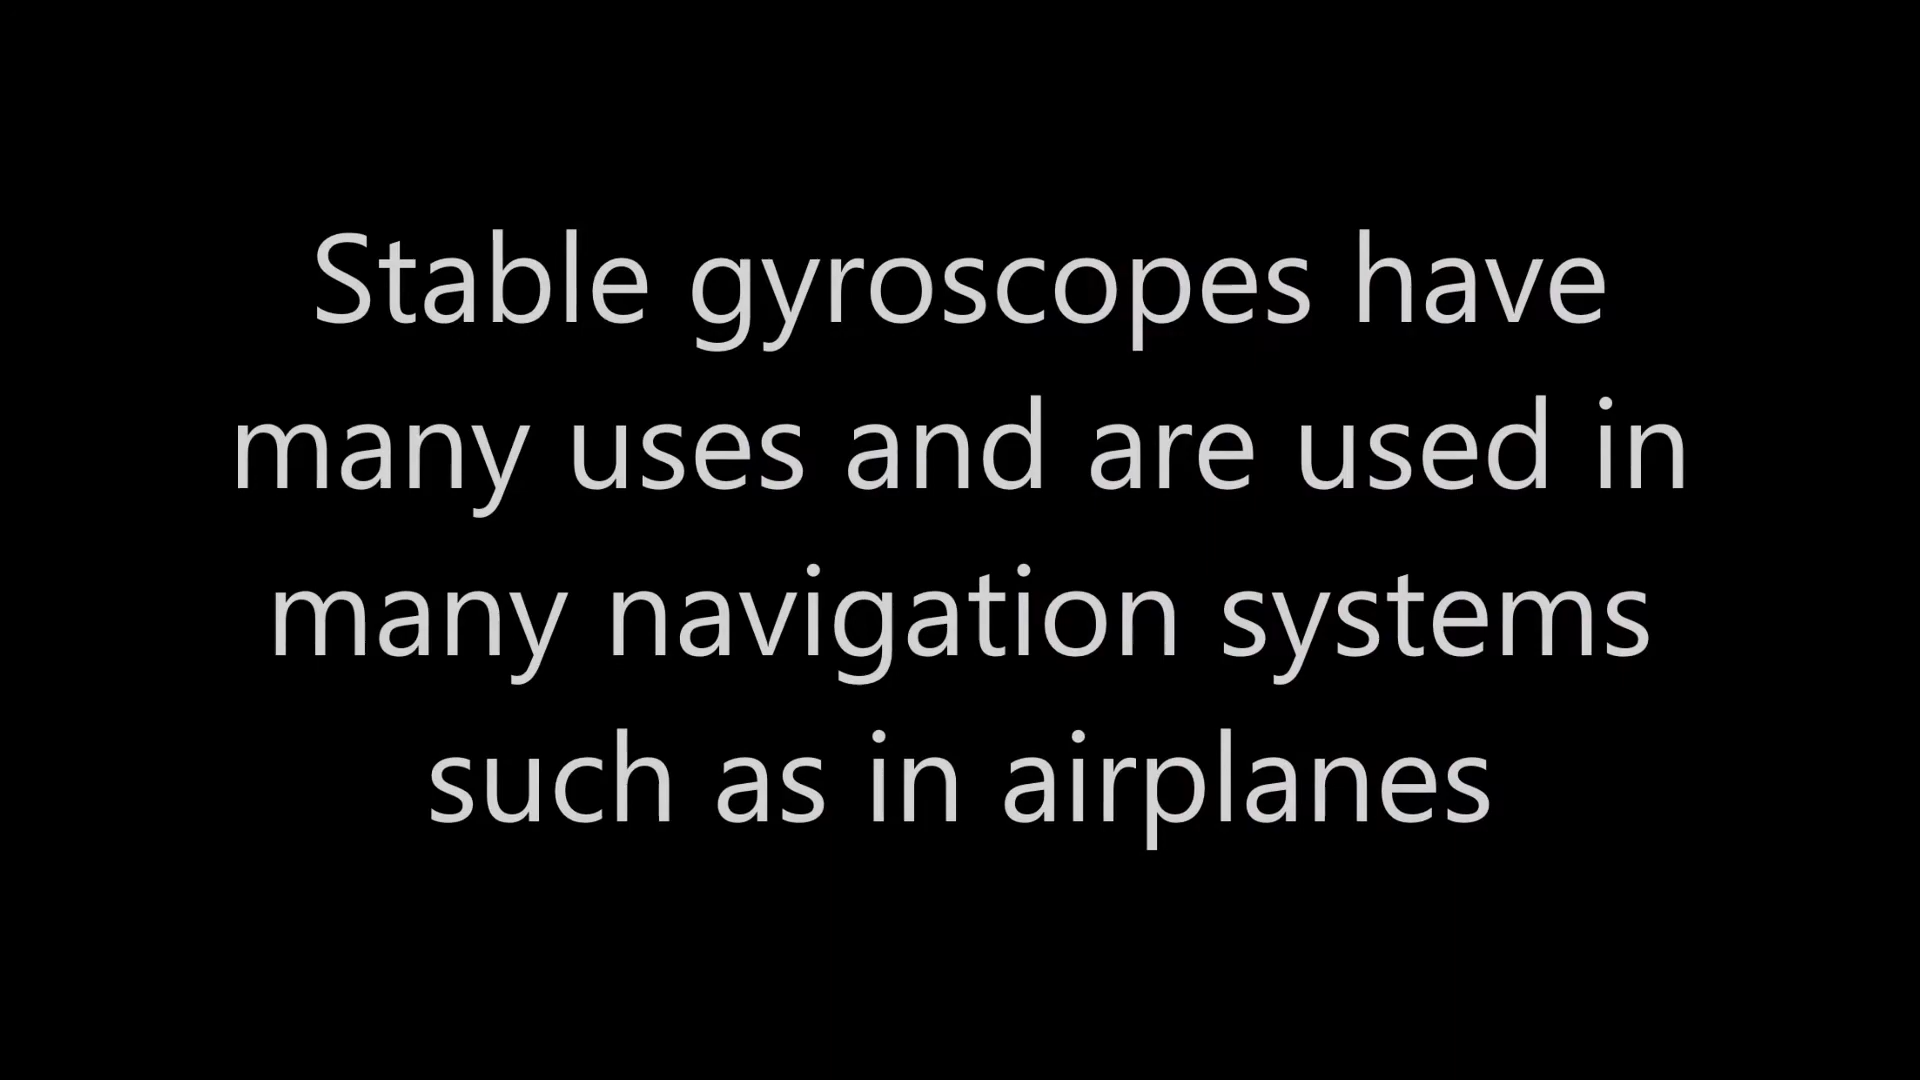 Stable gyroscopes have
many uses and are used in
many navigation systems
such as in airplanes